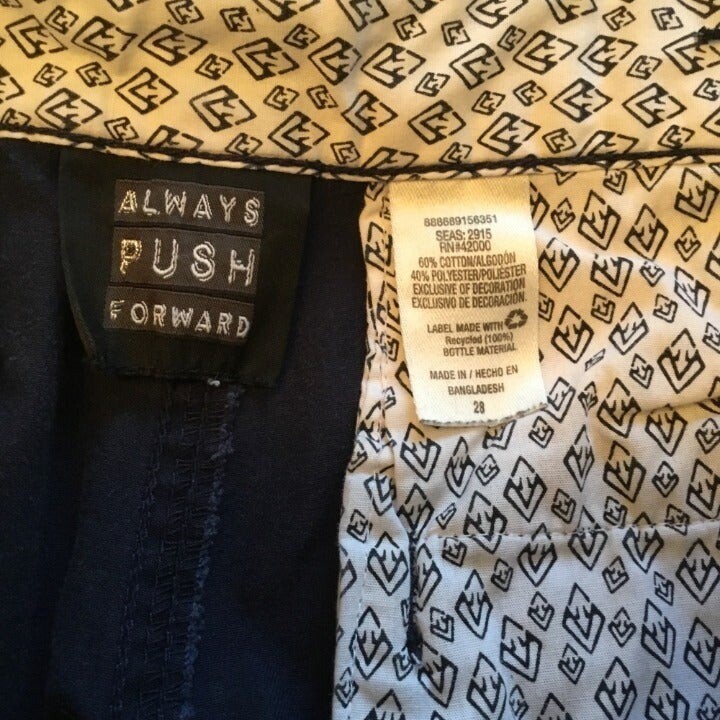 ALWAYS
PUSH
FORWARD
888689156351
SEAS: 2915
RN#42000
60% COTTON/ALGODÓN
40% POLYESTER/POLIESTER
EXCLUSIVE OF DECORATION
EXCLUSIVO DE DECORACIÓN.
LABEL MADE WITH
Recycled (100%)
BOTTLE MATERIAL
MADE IN / HECHO EN
BANGLADESH
28